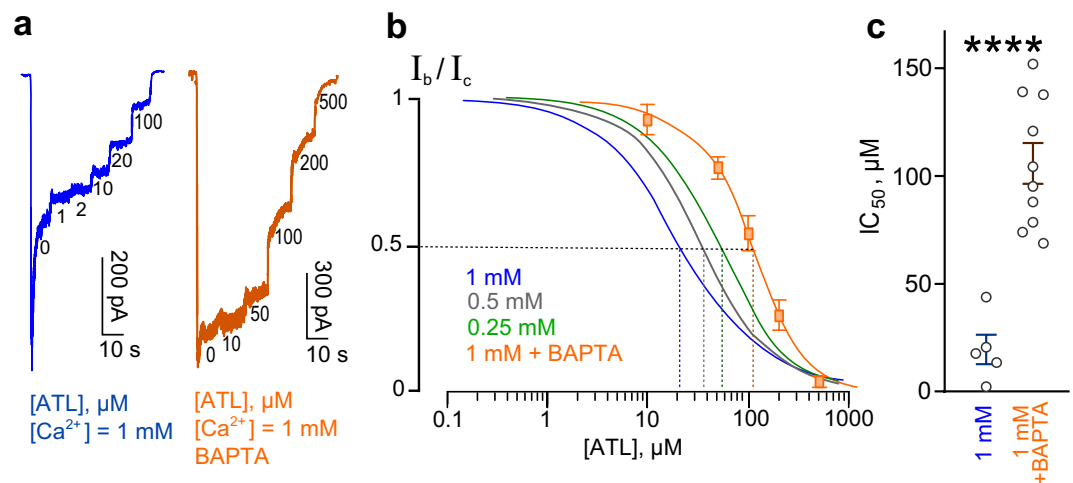 a
0
1
2
10
20
100
200 pA
10 s
[ATL], µM
[Ca²⁺] = 1 mM
0
10
50
100
200
500
300 pA
10 s
[ATL], µM
[Ca²⁺] = 1 mM
BAPTA
b
I_b / I_c
1
0.5
0
1 mM
0.5 mM
0.25 mM
1 mM + BAPTA
0.1
1
10
100
1000
[ATL], µM
c
****
150
100
50
0
IC₅₀, µM
1 mM
1 mM
+BAPTA